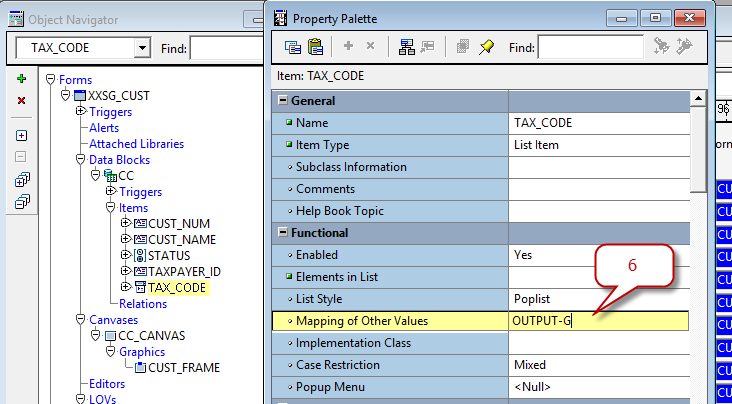 Object Navigator
TAX_CODE
Find:
Forms
XXSG_CUST
Triggers
Alerts
Attached Libraries
Data Blocks
CC
Triggers
Items
CUST_NUM
CUST_NAME
STATUS
TAXPAYER_ID
TAX_CODE
Relations
Canvases
CC_CANVAS
Graphics
CUST_FRAME
Editors
LOVs
Property Palette
Find:
Item: TAX_CODE
General
Name TAX_CODE
Item Type List Item
Subclass Information
Comments
Help Book Topic
Functional
Enabled Yes
Elements in List
List Style Poplist
Mapping of Other Values OUTPUT-G
Implementation Class
Case Restriction Mixed
Popup Menu <Null>
6